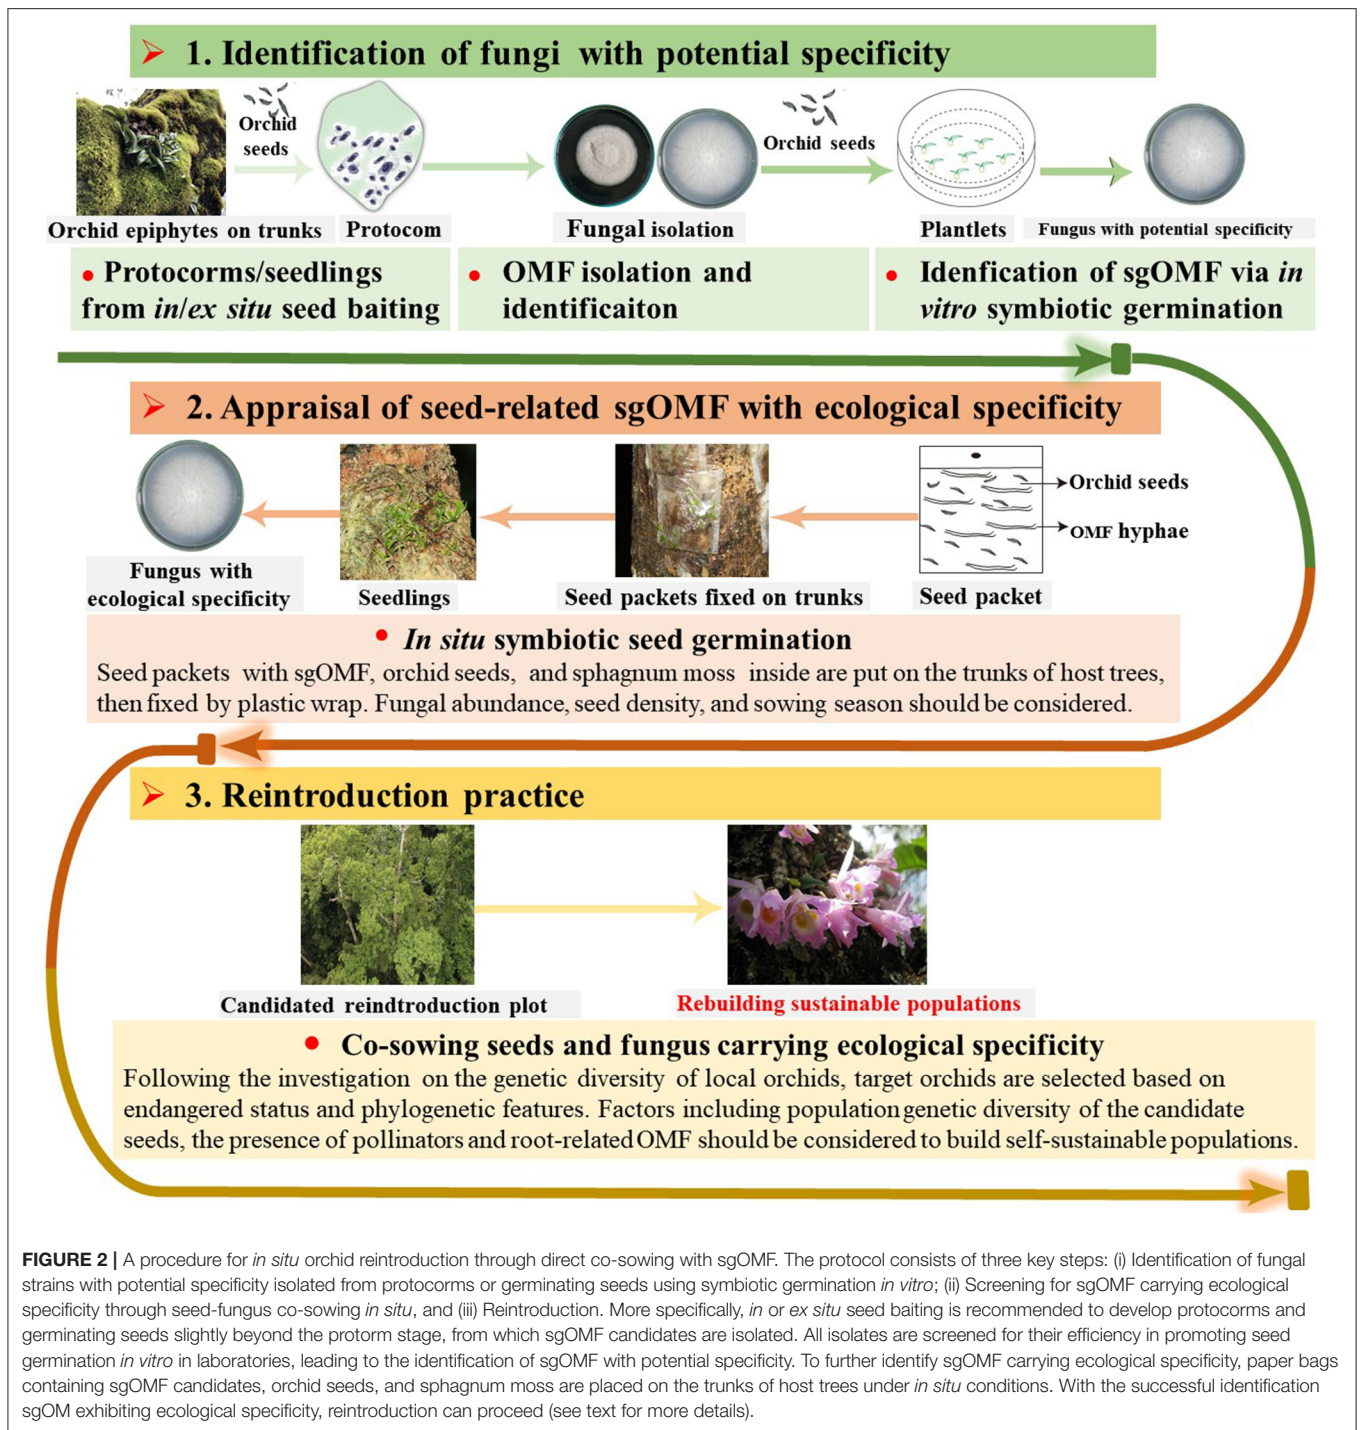 1. Identification of fungi with potential specificity
Orchid
seeds
Orchid seeds
Orchid epiphytes on trunks
Protocom
Fungal isolation
Plantlets
Fungus with potential specificity
• Protocorms/seedlings
from in/ex situ seed baiting
• OMF isolation and
identificaiton
• Idenfication of sgOMF via in
vitro symbiotic germination
2. Appraisal of seed-related sgOMF with ecological specificity
Orchid seeds
OMF hyphae
Fungus with
ecological specificity
Seedlings
Seed packets fixed on trunks
Seed packet
• In situ symbiotic seed germination
Seed packets with sgOMF, orchid seeds, and sphagnum moss inside are put on the trunks of host trees,
then fixed by plastic wrap. Fungal abundance, seed density, and sowing season should be considered.
3. Reintroduction practice
Candidated reindtroduction plot
Rebuilding sustainable populations
• Co-sowing seeds and fungus carrying ecological specificity
Following the investigation on the genetic diversity of local orchids, target orchids are selected based on
endangered status and phylogenetic features. Factors including population genetic diversity of the candidate
seeds, the presence of pollinators and root-related OMF should be considered to build self-sustainable populations.
FIGURE 2 | A procedure for in situ orchid reintroduction through direct co-sowing with sgOMF. The protocol consists of three key steps: (i) Identification of fungal
strains with potential specificity isolated from protocorms or germinating seeds using symbiotic germination in vitro; (ii) Screening for sgOMF carrying ecological
specificity through seed-fungus co-sowing in situ, and (iii) Reintroduction. More specifically, in or ex situ seed baiting is recommended to develop protocorms and
germinating seeds slightly beyond the protorm stage, from which sgOMF candidates are isolated. All isolates are screened for their efficiency in promoting seed
germination in vitro in laboratories, leading to the identification of sgOMF with potential specificity. To further identify sgOMF carrying ecological specificity, paper bags
containing sgOMF candidates, orchid seeds, and sphagnum moss are placed on the trunks of host trees under in situ conditions. With the successful identification
sgOM exhibiting ecological specificity, reintroduction can proceed (see text for more details).